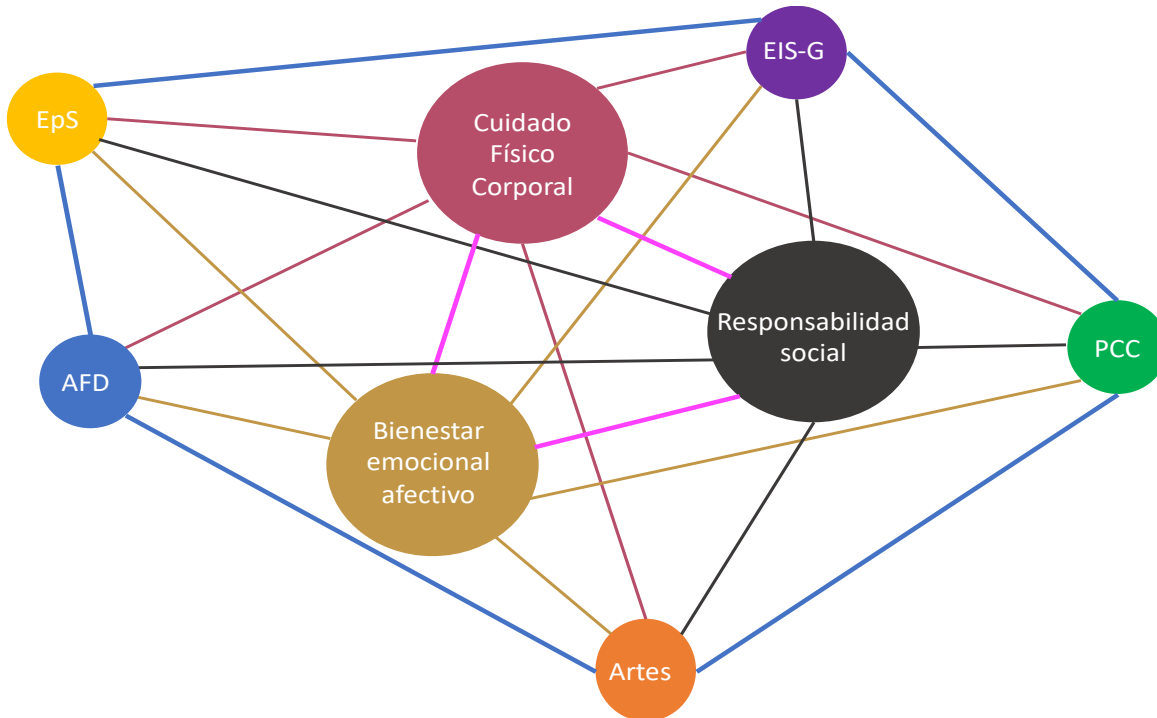 EIS-G
EpS
Cuidado
Físico
Corporal
Responsabilidad
social
PCC
AFD
Bienestar
emocional
afectivo
Artes